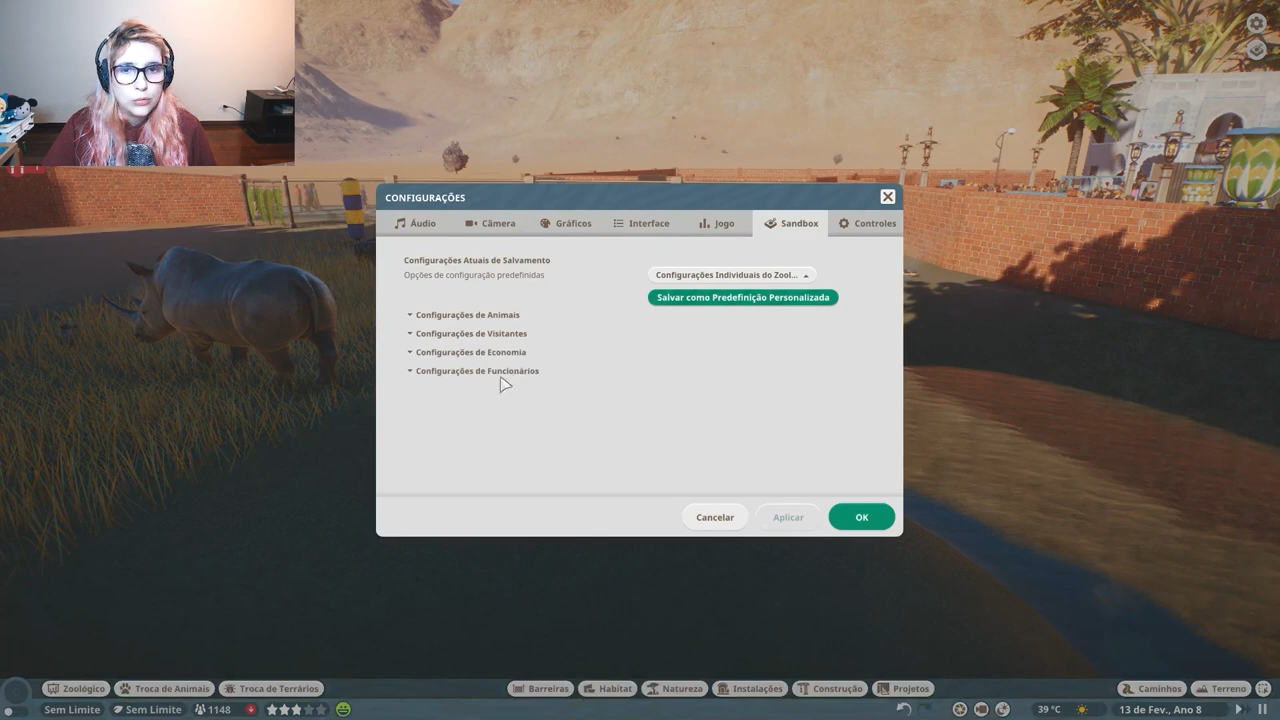 CONFIGURAÇÕES
Áudio Câmera Gráficos Interface Jogo Sandbox Controles
Configurações Atuais de Salvamento
Opções de configuração predefinidas Configurações Individuais do Zool...
Salvar como Predefinição Personalizada
Configurações de Animais
Configurações de Visitantes
Configurações de Economia
Configurações de Funcionários
Cancelar Aplicar OK
Zoológico Troca de Animais Troca de Terrários Barreiras Habitat Natureza Instalações Construção Projetos Caminhos Terreno
Sem Limite Sem Limite 1148 39 °C 13 de Fev., Ano 8